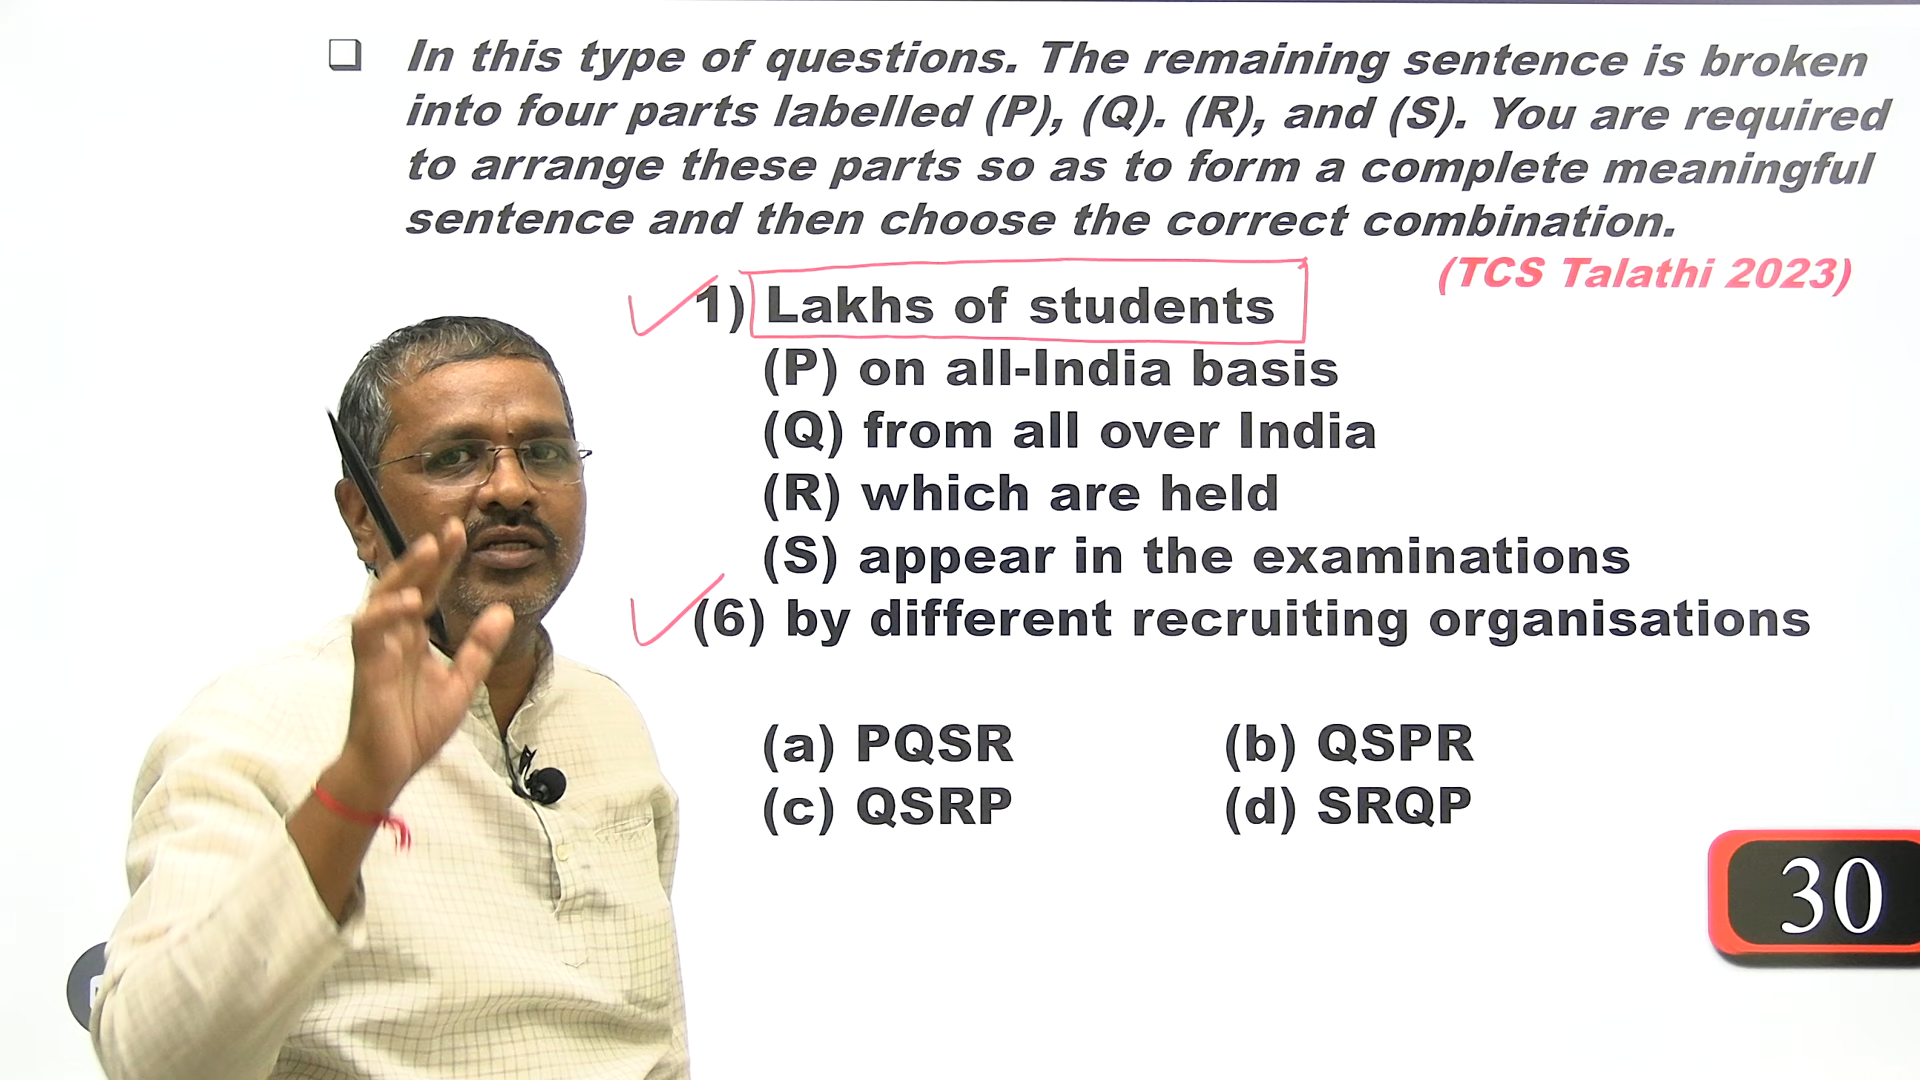 ❑ In this type of questions. The remaining sentence is broken
into four parts labelled (P), (Q). (R), and (S). You are required
to arrange these parts so as to form a complete meaningful
sentence and then choose the correct combination.
(TCS Talathi 2023)
1) Lakhs of students
(P) on all-India basis
(Q) from all over India
(R) which are held
(S) appear in the examinations
(6) by different recruiting organisations
(a) PQSR (b) QSPR
(c) QSRP (d) SRQP
30